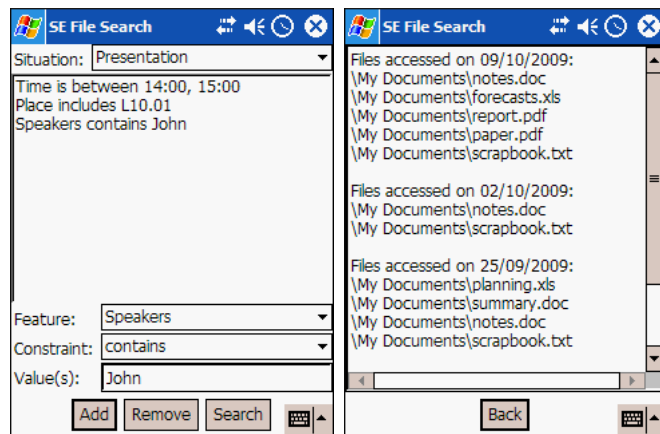 SE File Search
Situation: Presentation
Time is between 14:00, 15:00
Place includes L10.01
Speakers contains John
Feature: Speakers
Constraint: contains
Value(s): John
Add Remove Search
SE File Search
Files accessed on 09/10/2009:
\My Documents\notes.doc
\My Documents\forecasts.xls
\My Documents\report.pdf
\My Documents\paper.pdf
\My Documents\scrapbook.txt
Files accessed on 02/10/2009:
\My Documents\notes.doc
\My Documents\scrapbook.txt
Files accessed on 25/09/2009:
\My Documents\planning.xls
\My Documents\summary.doc
\My Documents\notes.doc
\My Documents\scrapbook.txt
Back